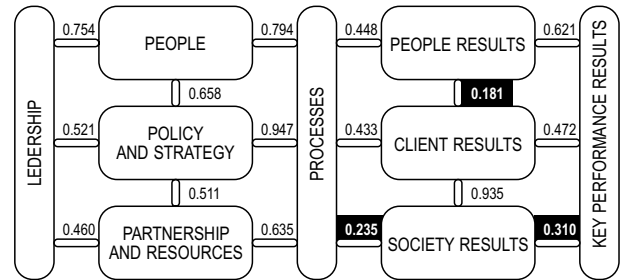 LEDERSHIP
0.754
PEOPLE
0.794
PROCESSES
0.448
PEOPLE RESULTS
0.621
KEY PERFORMANCE RESULTS
0.658
0.181
0.521
POLICY
AND STRATEGY
0.947
0.433
CLIENT RESULTS
0.472
0.511
0.935
0.460
PARTNERSHIP
AND RESOURCES
0.635
0.235
SOCIETY RESULTS
0.310